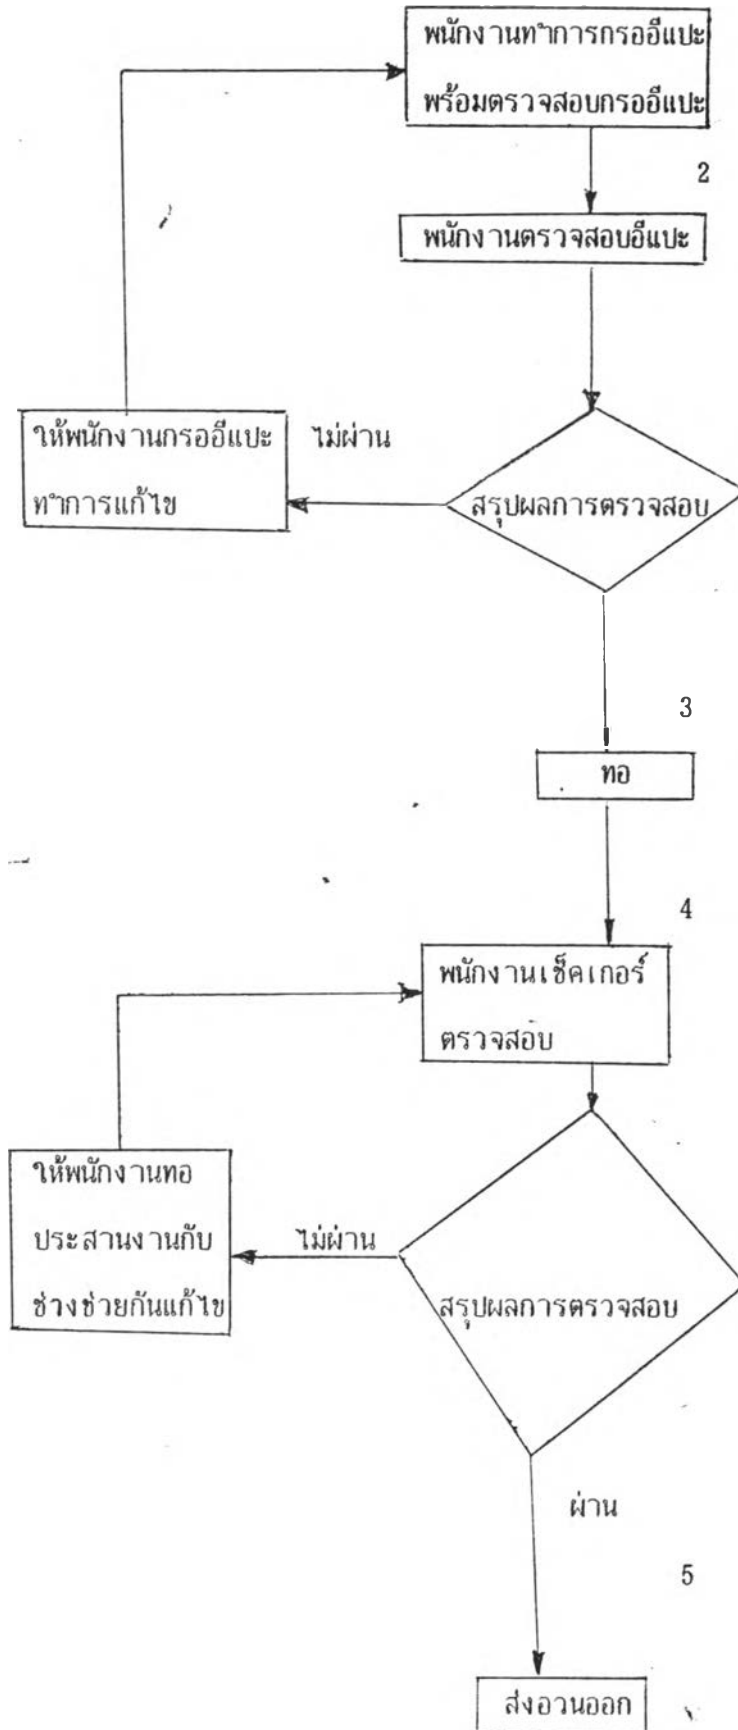 พนักงานทำการกรออีแปะ
พร้อมตรวจสอบกรออีแปะ
2
พนักงานตรวจสอบอีแปะ
ให้พนักงานกรออีแปะ
ทำการแก้ไข
ไม่ผ่าน
สรุปผลการตรวจสอบ
3
ทอ
4
พนักงานเช็คเกอร์
ตรวจสอบ
ให้พนักงานทอ
ประสานงานกับ
ช่างช่วยกันแก้ไข
ไม่ผ่าน
สรุปผลการตรวจสอบ
ผ่าน
5
ส่งอวนออก